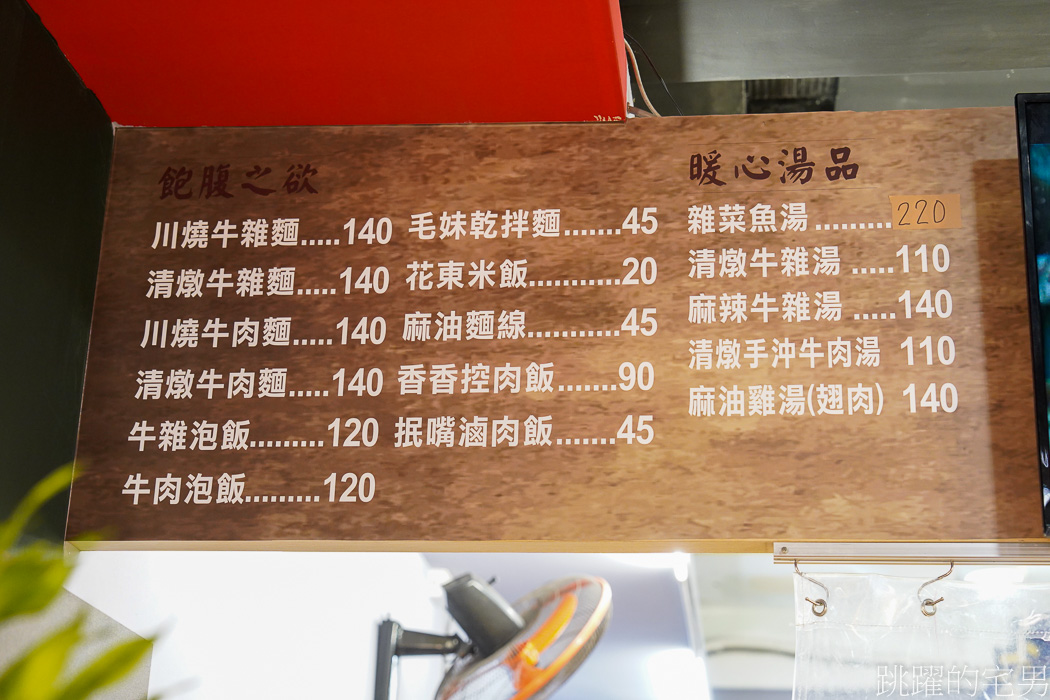 飽腹之欲
川燒牛雜麵.....140
清燉牛雜麵.....140
川燒牛肉麵.....140
清燉牛肉麵.....140
牛雜泡飯.........120
牛肉泡飯.........120
毛妹乾拌麵.......45
花東米飯............20
麻油麵線...........45
香香控肉飯.......90
抿嘴滷肉飯.......45
暖心湯品
雜菜魚湯.........220
清燉牛雜湯.....110
麻辣牛雜湯.....140
清燉手沖牛肉湯 110
麻油雞湯(翅肉) 140
跳躍的宅男